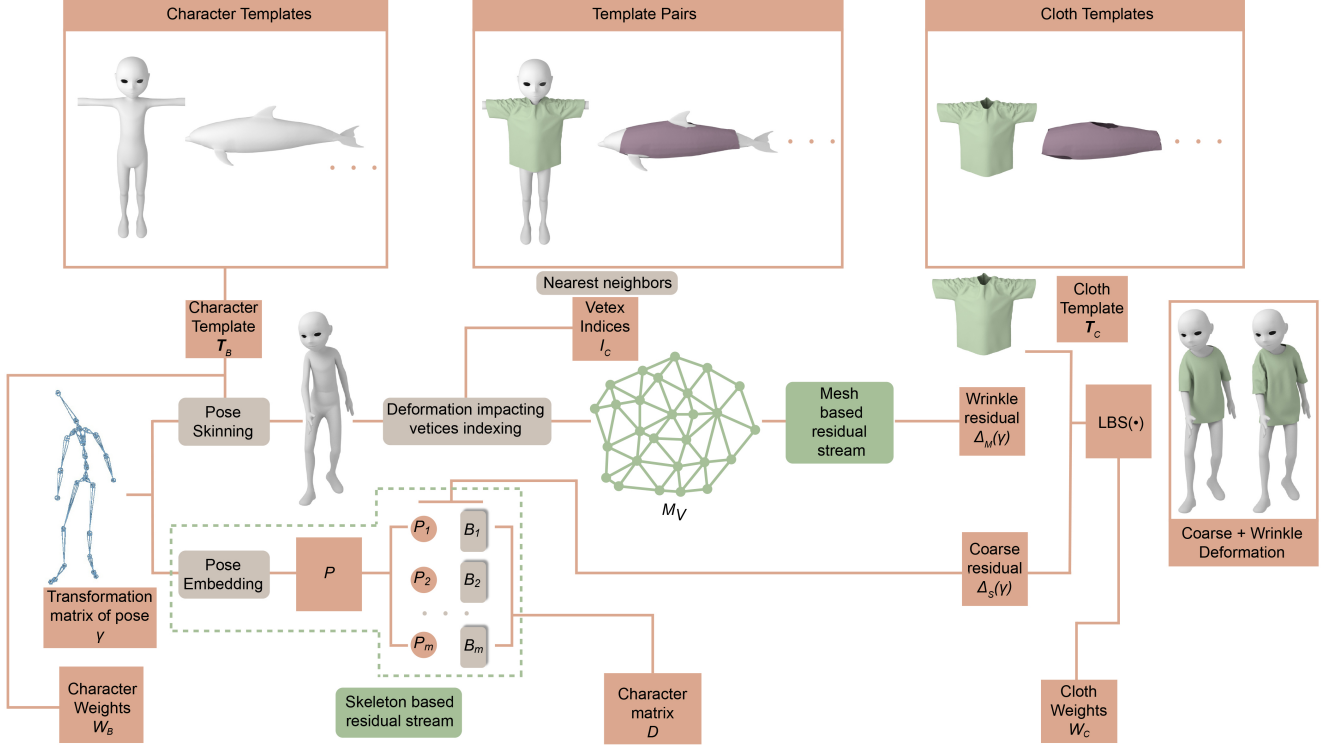 Character Templates
Template Pairs
Cloth Templates
Nearest neighbors
Character
Template
T_B
Vetex
Indices
I_C
Cloth
Template
T_C
Pose
Skinning
Deformation impacting
vetices indexing
Mesh
based
residual
stream
Wrinkle
residual
Δ_M(γ)
LBS(•)
M_V
Pose
Embedding
P
P_1
B_1
P_2
B_2
P_m
B_m
Coarse
residual
Δ_S(γ)
Coarse + Wrinkle
Deformation
Transformation
matrix of pose
γ
Character
Weights
W_B
Skeleton based
residual stream
Character
matrix
D
Cloth
Weights
W_C